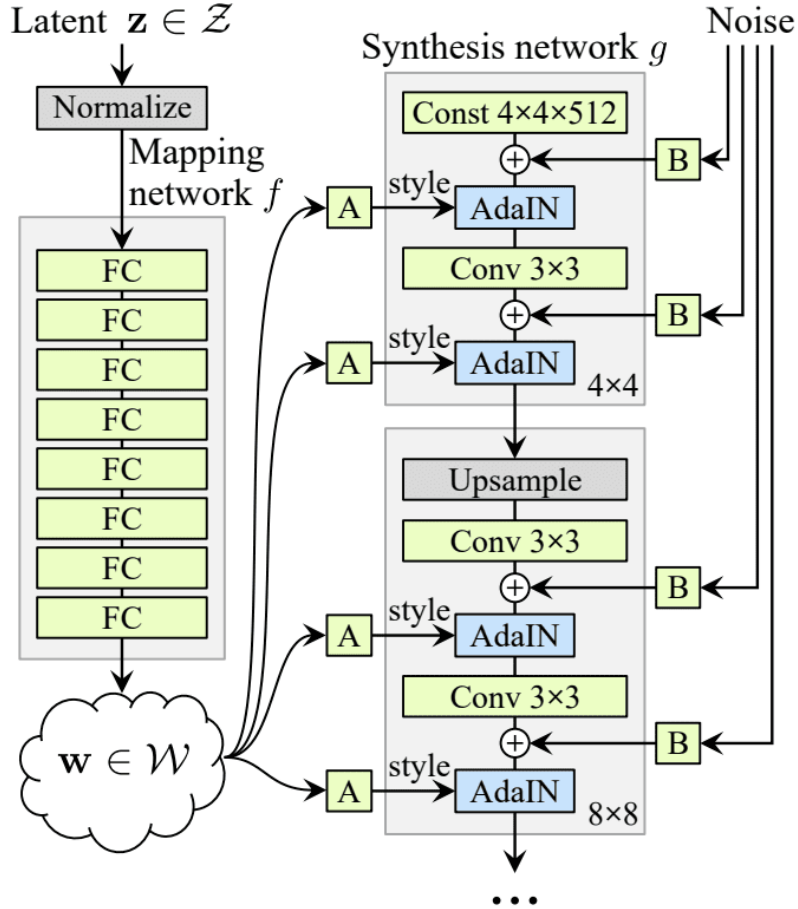 Latent z ∈ 𝒵
Normalize
Mapping
network f
FC
FC
FC
FC
FC
FC
FC
FC
w ∈ 𝒲
Synthesis network g
Noise
Const 4×4×512
B
A
style
AdaIN
Conv 3×3
B
A
style
AdaIN
4×4
Upsample
Conv 3×3
B
A
style
AdaIN
Conv 3×3
B
A
style
AdaIN
8×8
...